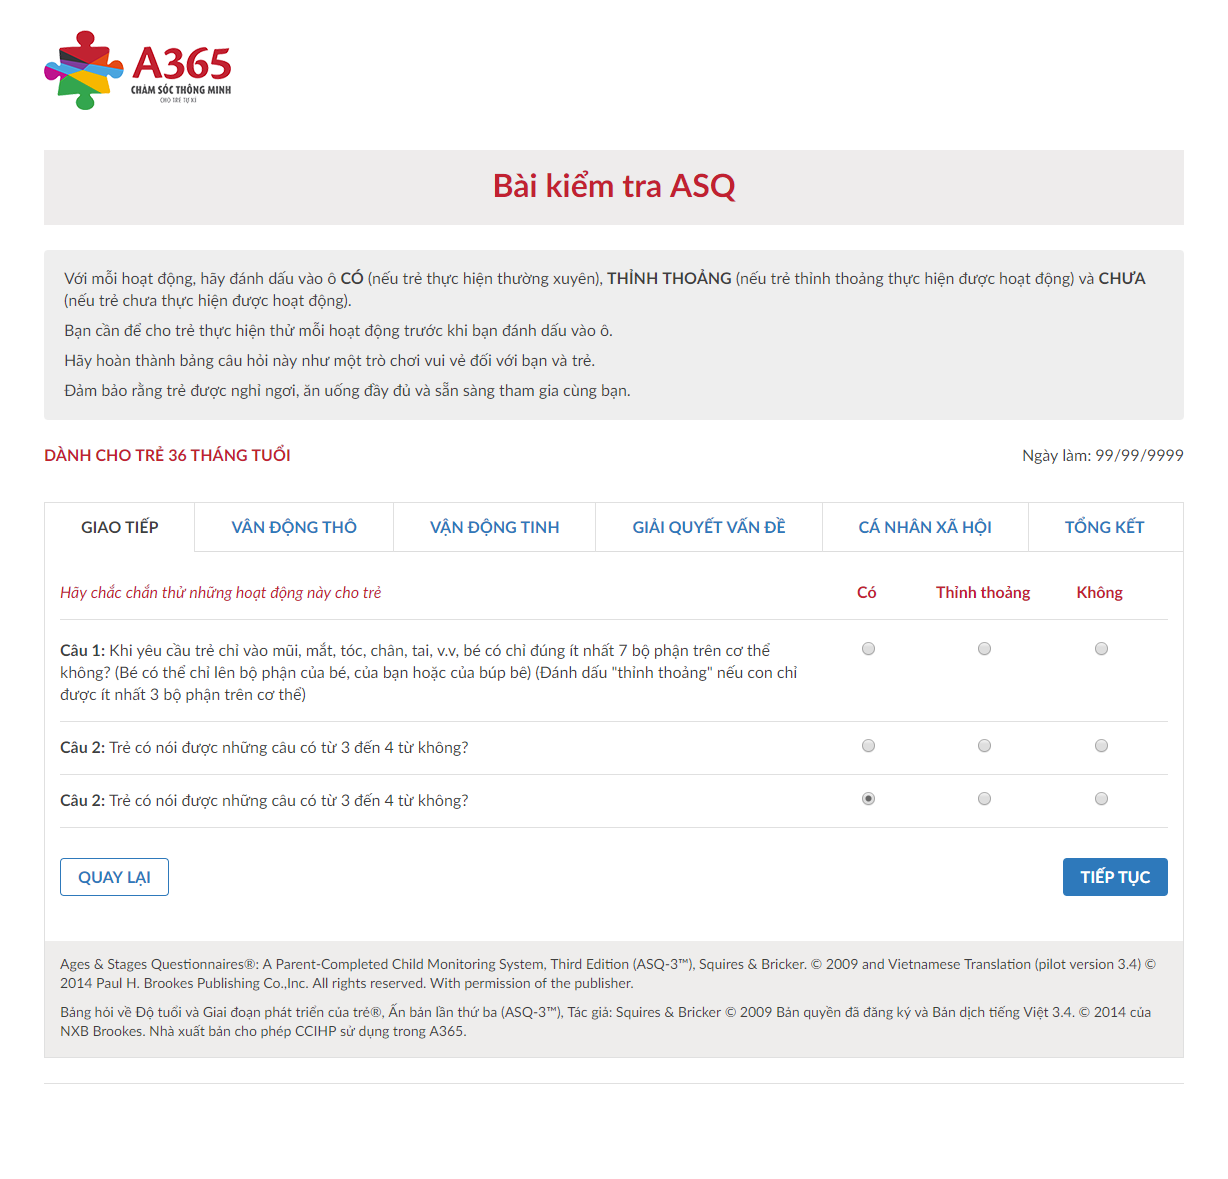 A365
CHĂM SÓC THÔNG MINH
CHO TRẺ TỰ KỈ
Bài kiểm tra ASQ
Với mỗi hoạt động, hãy đánh dấu vào ô CÓ (nếu trẻ thực hiện thường xuyên), THỈNH THOẢNG (nếu trẻ thỉnh thoảng thực hiện được hoạt động) và CHƯA
(nếu trẻ chưa thực hiện được hoạt động).
Bạn cần để cho trẻ thực hiện thử mỗi hoạt động trước khi bạn đánh dấu vào ô.
Hãy hoàn thành bảng câu hỏi này như một trò chơi vui vẻ đối với bạn và trẻ.
Đảm bảo rằng trẻ được nghỉ ngơi, ăn uống đầy đủ và sẵn sàng tham gia cùng bạn.
DÀNH CHO TRẺ 36 THÁNG TUỔI
Ngày làm: 99/99/9999
GIAO TIẾP
VÂN ĐỘNG THÔ
VẬN ĐỘNG TINH
GIẢI QUYẾT VẤN ĐỀ
CÁ NHÂN XÃ HỘI
TỔNG KẾT
Hãy chắc chắn thử những hoạt động này cho trẻ
Có
Thỉnh thoảng
Không
Câu 1: Khi yêu cầu trẻ chỉ vào mũi, mắt, tóc, chân, tai, v.v, bé có chỉ đúng ít nhất 7 bộ phận trên cơ thể
không? (Bé có thể chỉ lên bộ phận của bé, của bạn hoặc của búp bê) (Đánh dấu "thỉnh thoảng" nếu con chỉ
được ít nhất 3 bộ phận trên cơ thể)
Câu 2: Trẻ có nói được những câu có từ 3 đến 4 từ không?
Câu 2: Trẻ có nói được những câu có từ 3 đến 4 từ không?
QUAY LẠI
TIẾP TỤC
Ages & Stages Questionnaires®: A Parent-Completed Child Monitoring System, Third Edition (ASQ-3™), Squires & Bricker. © 2009 and Vietnamese Translation (pilot version 3.4) ©
2014 Paul H. Brookes Publishing Co.,Inc. All rights reserved. With permission of the publisher.
Bảng hỏi về Độ tuổi và Giai đoạn phát triển của trẻ®, Ấn bản lần thứ ba (ASQ-3™), Tác giả: Squires & Bricker © 2009 Bản quyền đã đăng ký và Bản dịch tiếng Việt 3.4. © 2014 của
NXB Brookes. Nhà xuất bản cho phép CCIHP sử dụng trong A365.